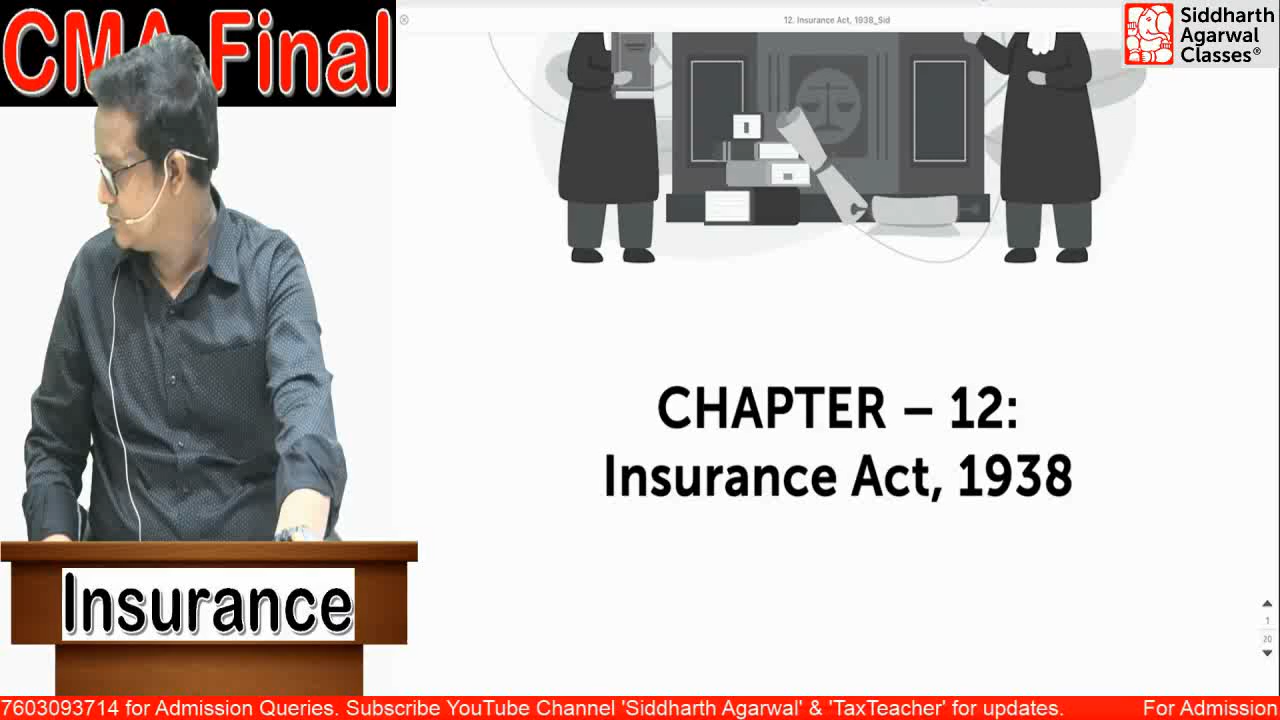 CMA Final
12. Insurance Act, 1938_Sid
Siddharth
Agarwal
Classes®
CHAPTER – 12:
Insurance Act, 1938
Insurance
1
20
7603093714 for Admission Queries. Subscribe YouTube Channel 'Siddharth Agarwal' & 'TaxTeacher' for updates.
For Admission